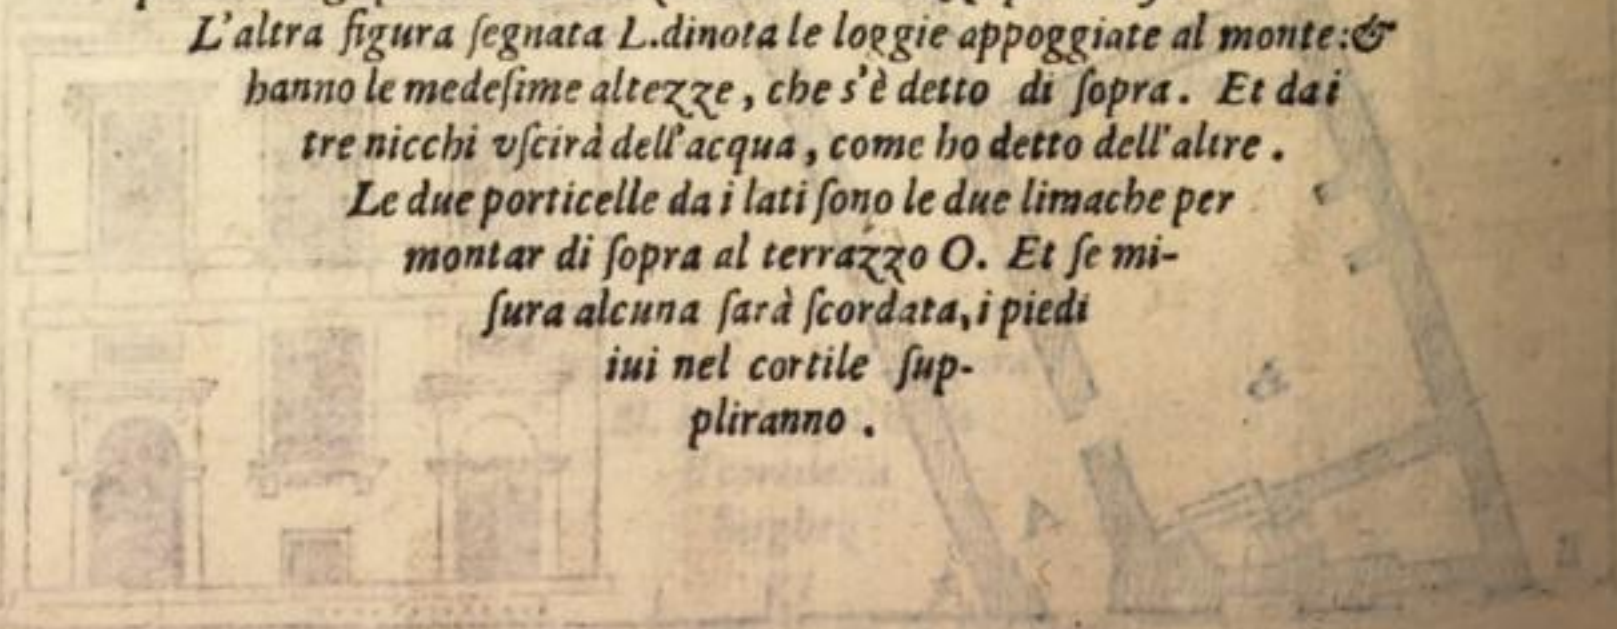 L'altra figura ſegnata L.dinota le loggie appoggiate al monte:&
hanno le medeſime altezze, che s'è detto di ſopra. Et dai
tre nicchi vſcirà dell'acqua, come ho detto dell'altre.
Le due porticelle da i lati ſono le due limache per
montar di ſopra al terrazzo O. Et ſe mi-
ſura alcuna ſarà ſcordata, i piedi
iui nel cortile ſup-
pliranno.
&
A